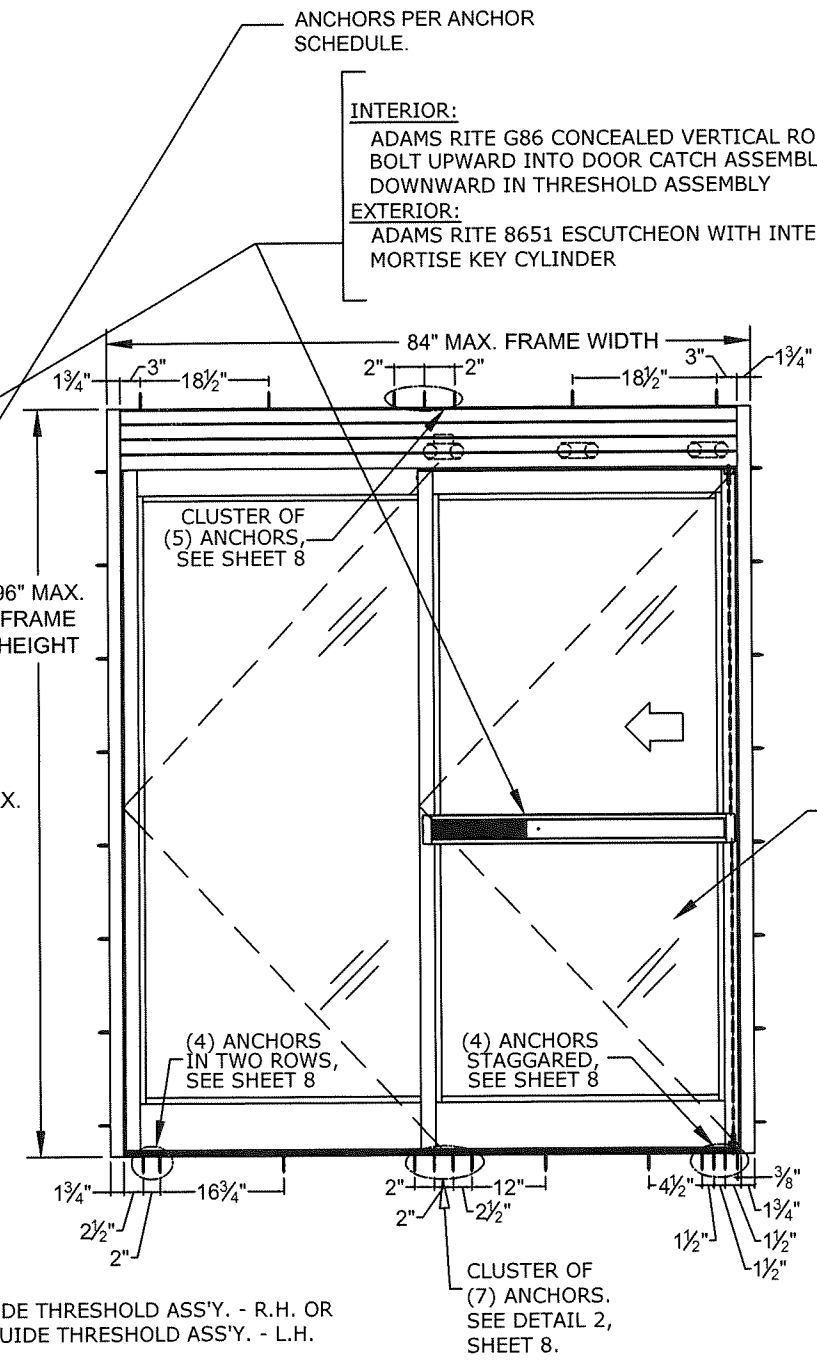 ANCHORS PER ANCHOR
SCHEDULE.
INTERIOR:
ADAMS RITE G86 CONCEALED VERTICAL RO
BOLT UPWARD INTO DOOR CATCH ASSEMBL
DOWNWARD IN THRESHOLD ASSEMBLY
EXTERIOR:
ADAMS RITE 8651 ESCUTCHEON WITH INTE
MORTISE KEY CYLINDER
84" MAX. FRAME WIDTH
1¾" 3" 18½" 2" 2" 18½" 3" 1¾"
CLUSTER OF
(5) ANCHORS,
SEE SHEET 8
96" MAX.
FRAME
HEIGHT
X.
(4) ANCHORS
IN TWO ROWS,
SEE SHEET 8
(4) ANCHORS
STAGGARED,
SEE SHEET 8
1¾" 16¾" 2" 12" 4½" ⅜"
2½" 2" 2½" 1½" 1½" 1¾"
2" 1½"
CLUSTER OF
(7) ANCHORS.
SEE DETAIL 2,
SHEET 8.
DE THRESHOLD ASS'Y. - R.H. OR
UIDE THRESHOLD ASS'Y. - L.H.